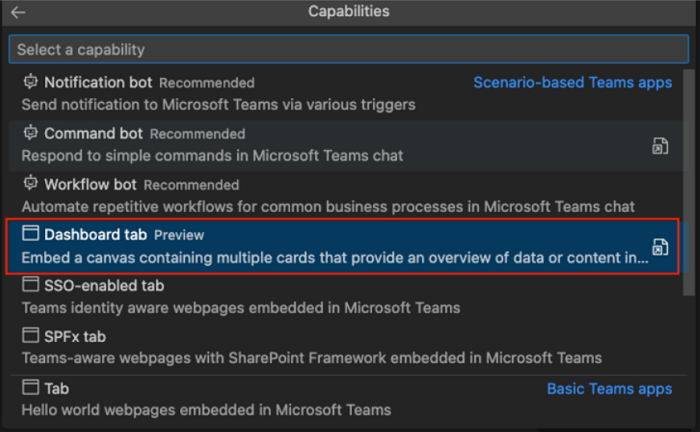 Capabilities
Select a capability
Notification bot Recommended Scenario-based Teams apps
Send notification to Microsoft Teams via various triggers
Command bot Recommended
Respond to simple commands in Microsoft Teams chat
Workflow bot Recommended
Automate repetitive workflows for common business processes in Microsoft Teams chat
Dashboard tab Preview
Embed a canvas containing multiple cards that provide an overview of data or content in...
SSO-enabled tab
Teams identity aware webpages embedded in Microsoft Teams
SPFx tab
Teams-aware webpages with SharePoint Framework embedded in Microsoft Teams
Tab Basic Teams apps
Hello world webpages embedded in Microsoft Teams